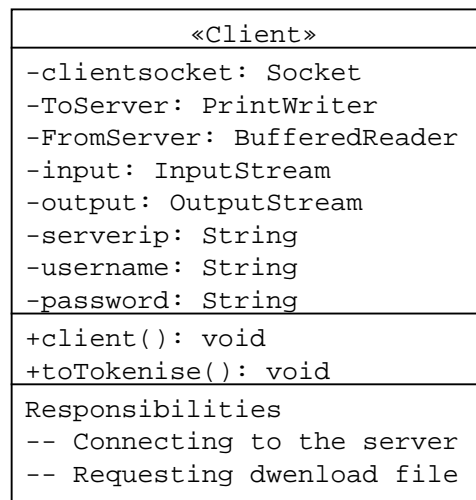 «Client»
-clientsocket: Socket
-ToServer: PrintWriter
-FromServer: BufferedReader
-input: InputStream
-output: OutputStream
-serverip: String
-username: String
-password: String
+client(): void
+toTokenise(): void
Responsibilities
-- Connecting to the server
-- Requesting dwenload file